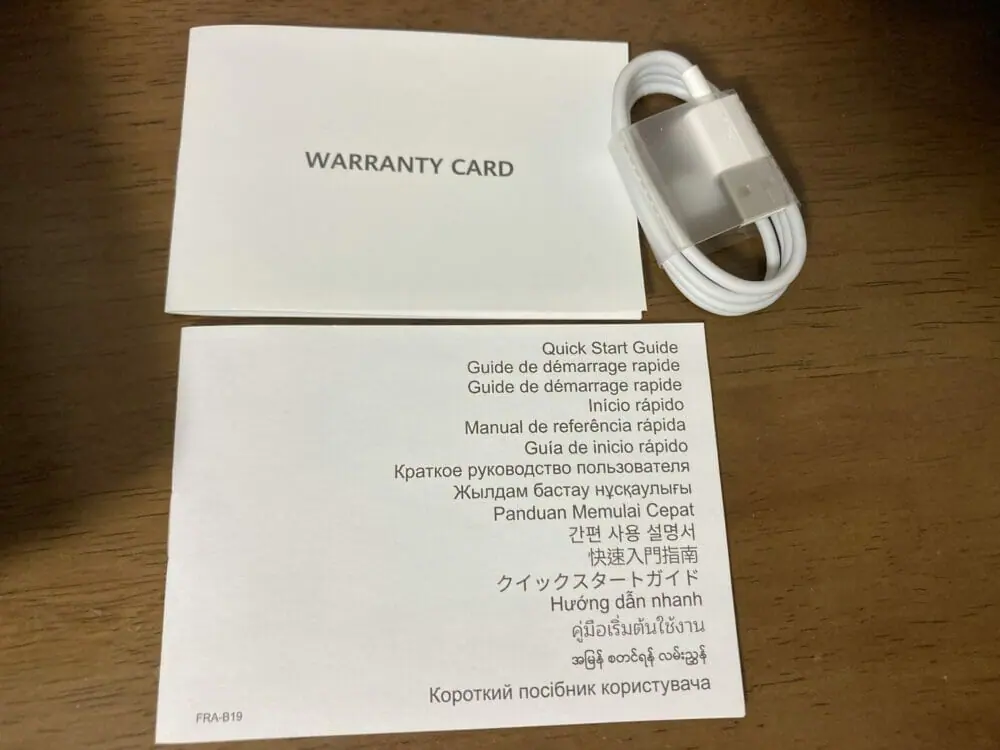 WARRANTY CARD
Quick Start Guide
Guide de démarrage rapide
Guide de démarrage rapide
Início rápido
Manual de referência rápida
Guía de inicio rápido
Краткое руководство пользователя
Жылдам бастау нұсқаулығы
Panduan Memulai Cepat
간편 사용 설명서
快速入門指南
クイックスタートガイド
Hướng dẫn nhanh
คู่มือเริ่มต้นใช้งาน
အမြန် စတင်ရန် လမ်းညွှန်
Короткий посібник користувача
FRA-B19